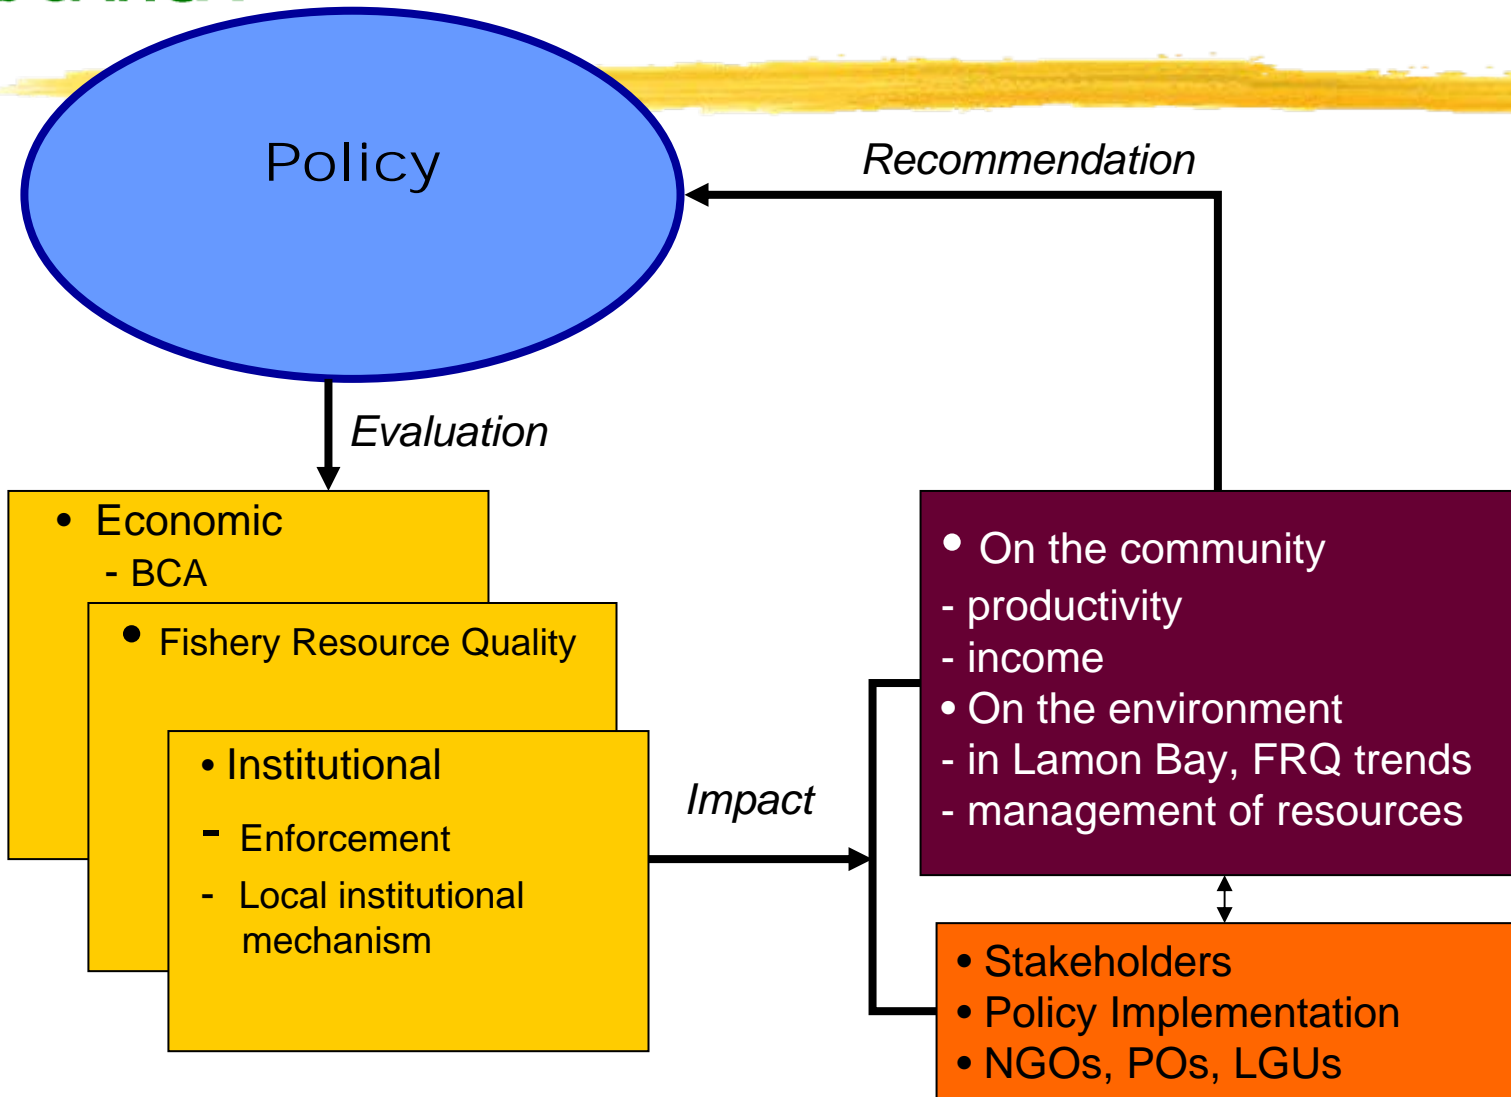 Policy
Recommendation
Evaluation
• Economic
- BCA
• Fishery Resource Quality
• Institutional
- Enforcement
- Local institutional
mechanism
Impact
• On the community
- productivity
- income
• On the environment
- in Lamon Bay, FRQ trends
- management of resources
• Stakeholders
• Policy Implementation
• NGOs, POs, LGUs